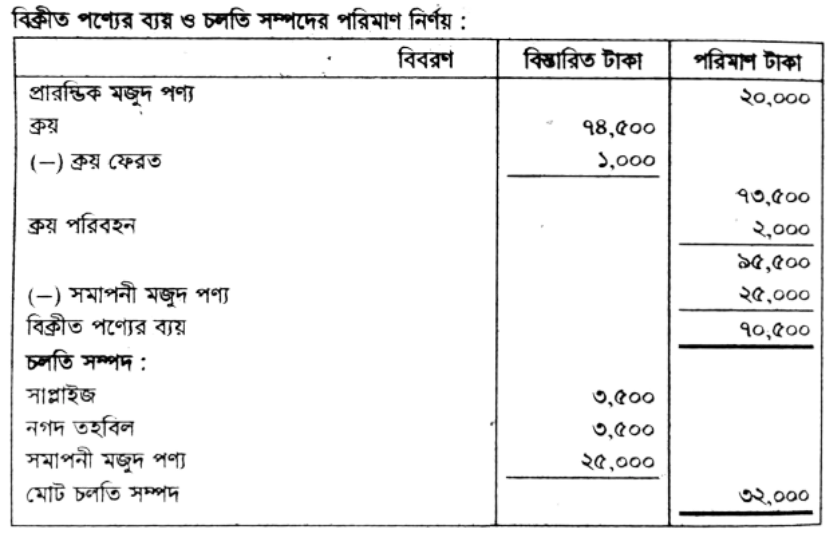 বিক্রীত পণ্যের ব্যয় ও চলতি সম্পদের পরিমাণ নির্ণয় :
বিবরণ বিস্তারিত টাকা পরিমাণ টাকা
প্রারম্ভিক মজুদ পণ্য ২০,০০০
ক্রয় ৭৪,৫০০
(−) ক্রয় ফেরত ১,০০০
৭৩,৫০০
ক্রয় পরিবহন ২,০০০
৯৫,৫০০
(−) সমাপনী মজুদ পণ্য ২৫,০০০
বিক্রীত পণ্যের ব্যয় ৭০,৫০০
চলতি সম্পদ :
সাপ্লাইজ ৩,৫০০
নগদ তহবিল ৩,৫০০
সমাপনী মজুদ পণ্য ২৫,০০০
মোট চলতি সম্পদ ৩২,০০০